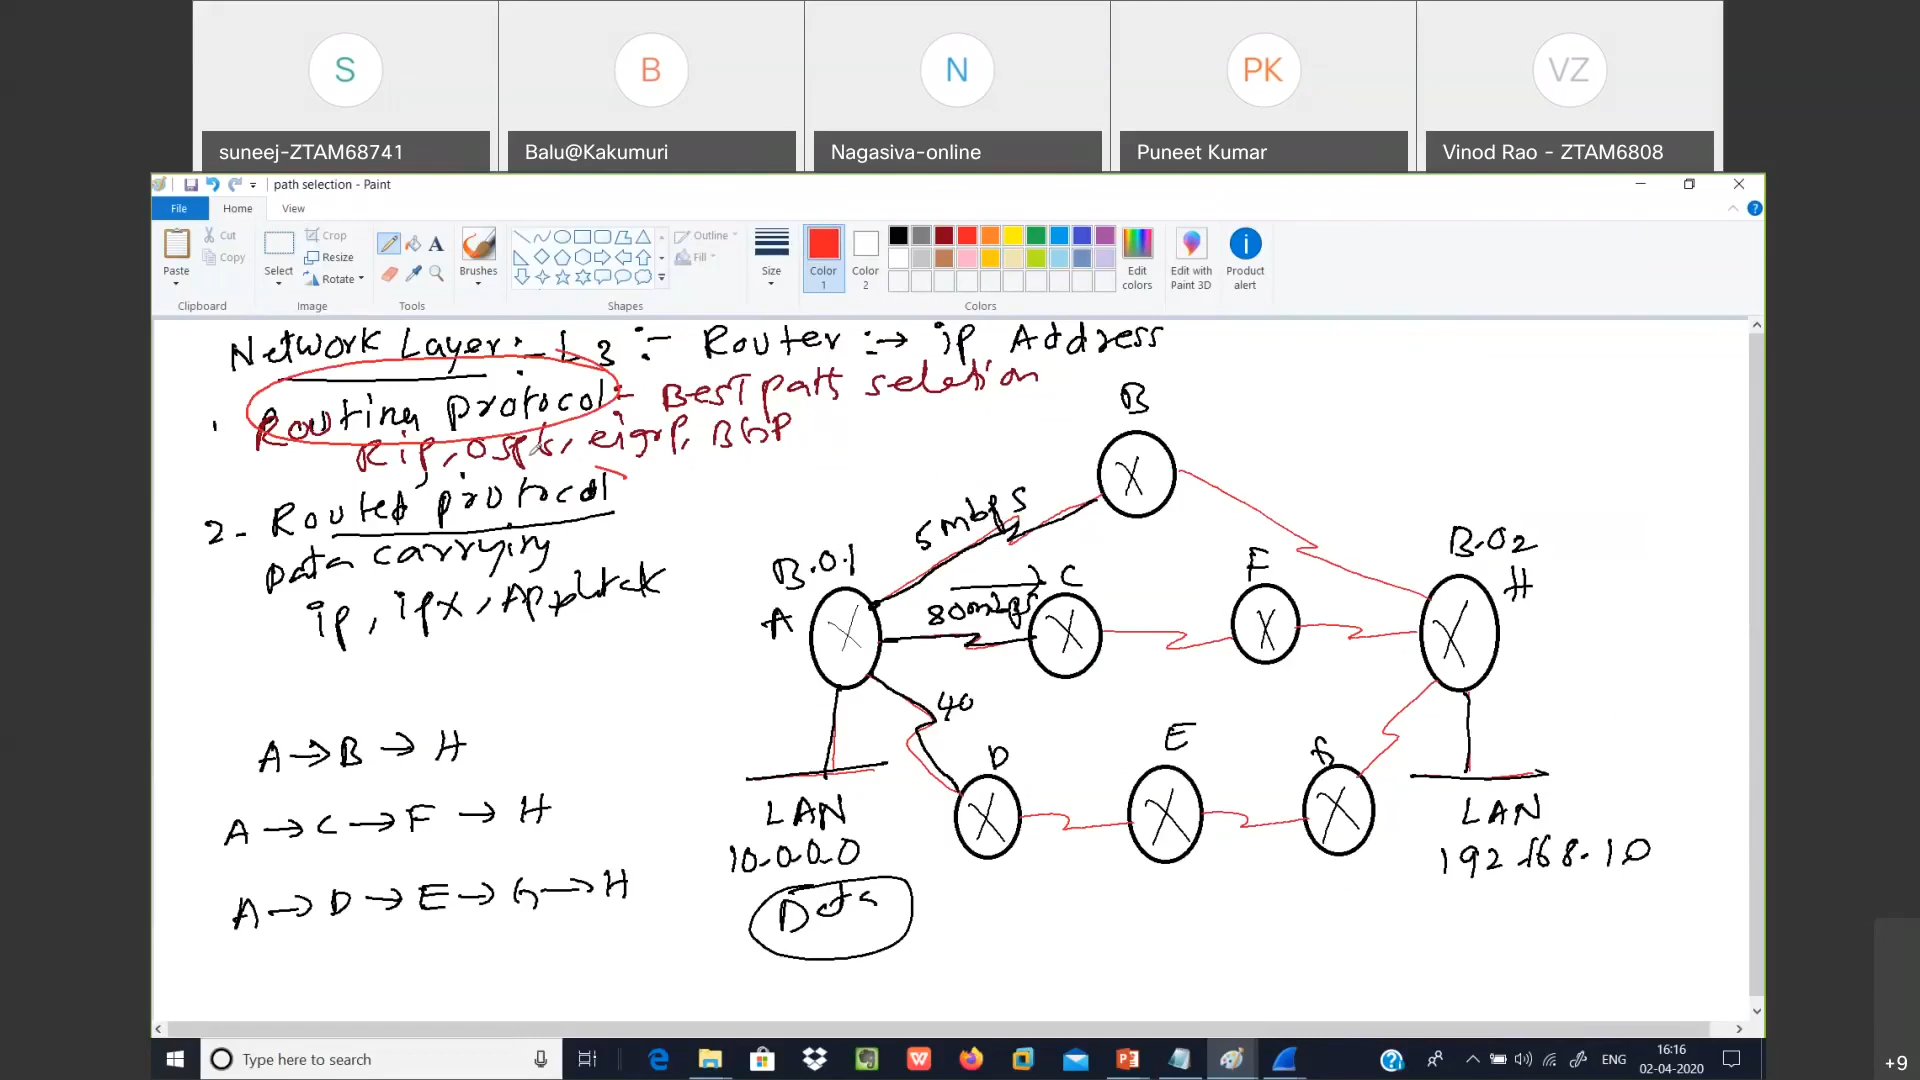 S
B
N
PK
VZ
suneej-ZTAM68741
Balu@Kakumuri
Nagasiva-online
Puneet Kumar
Vinod Rao - ZTAM6808
path selection - Paint
File
Home
View
Paste
Cut
Copy
Clipboard
Select
Crop
Resize
Rotate
Image
A
Tools
Brushes
Outline
Fill
Shapes
Size
Color 1
Color 2
Edit colors
Colors
Edit with Paint 3D
Product alert
Network Layer :- L3 :- Router :→ ip Address
1. Routing protocol :- Best path seletion
Rip, Ospf, eigrp, BGP
2- Routed protocol
Data carrying
ip, ipx, Appltck
A → B → H
A → C → F → H
A → D → E → G → H
B
5mbps
B.01
A
80mbps
C
F
B.02
H
40
D
E
G
LAN
10.0.0.0
Data
LAN
192.168.10
Type here to search
ENG
16:16
02-04-2020
+9